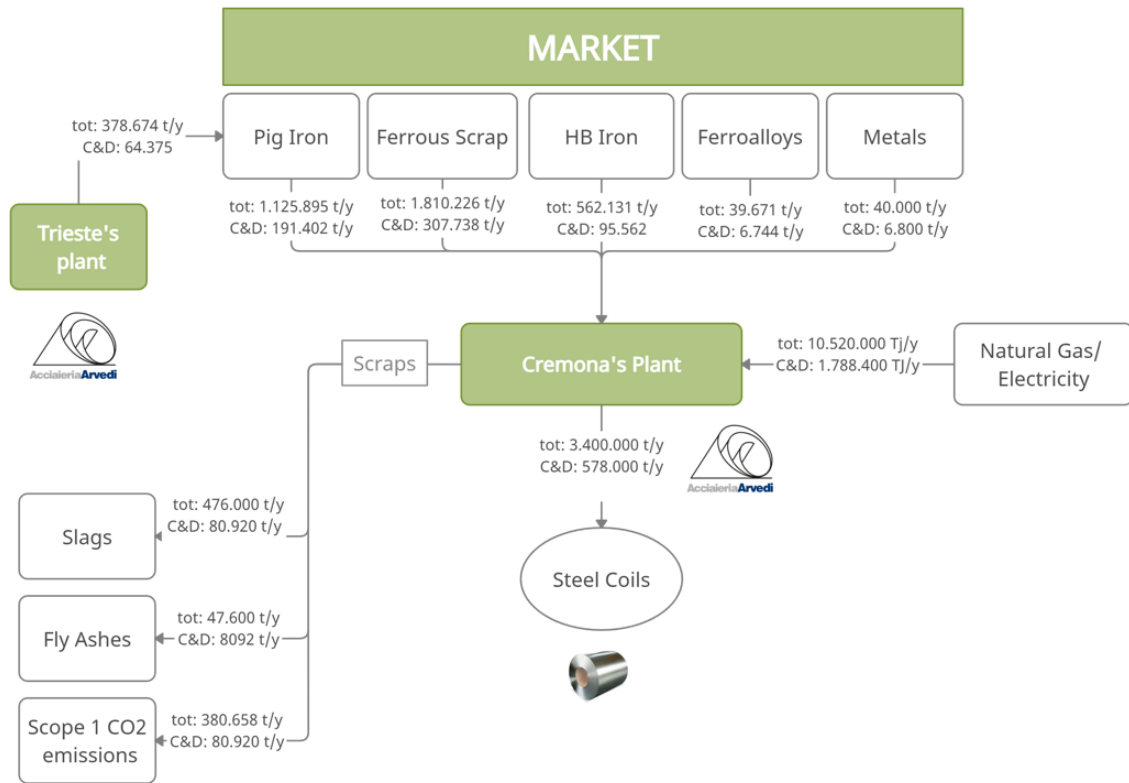 MARKET
Pig Iron
Ferrous Scrap
HB Iron
Ferroalloys
Metals
tot: 378.674 t/y
C&D: 64.375
tot: 1.125.895 t/y
C&D: 191.402 t/y
tot: 1.810.226 t/y
C&D: 307.738 t/y
tot: 562.131 t/y
C&D: 95.562
tot: 39.671 t/y
C&D: 6.744 t/y
tot: 40.000 t/y
C&D: 6.800 t/y
Trieste's
plant
AcciaieriaArvedi
Scraps
Cremona's Plant
tot: 10.520.000 Tj/y
C&D: 1.788.400 TJ/y
Natural Gas/
Electricity
tot: 3.400.000 t/y
C&D: 578.000 t/y
AcciaieriaArvedi
tot: 476.000 t/y
C&D: 80.920 t/y
Slags
Steel Coils
tot: 47.600 t/y
C&D: 8092 t/y
Fly Ashes
tot: 380.658 t/y
C&D: 80.920 t/y
Scope 1 CO2
emissions